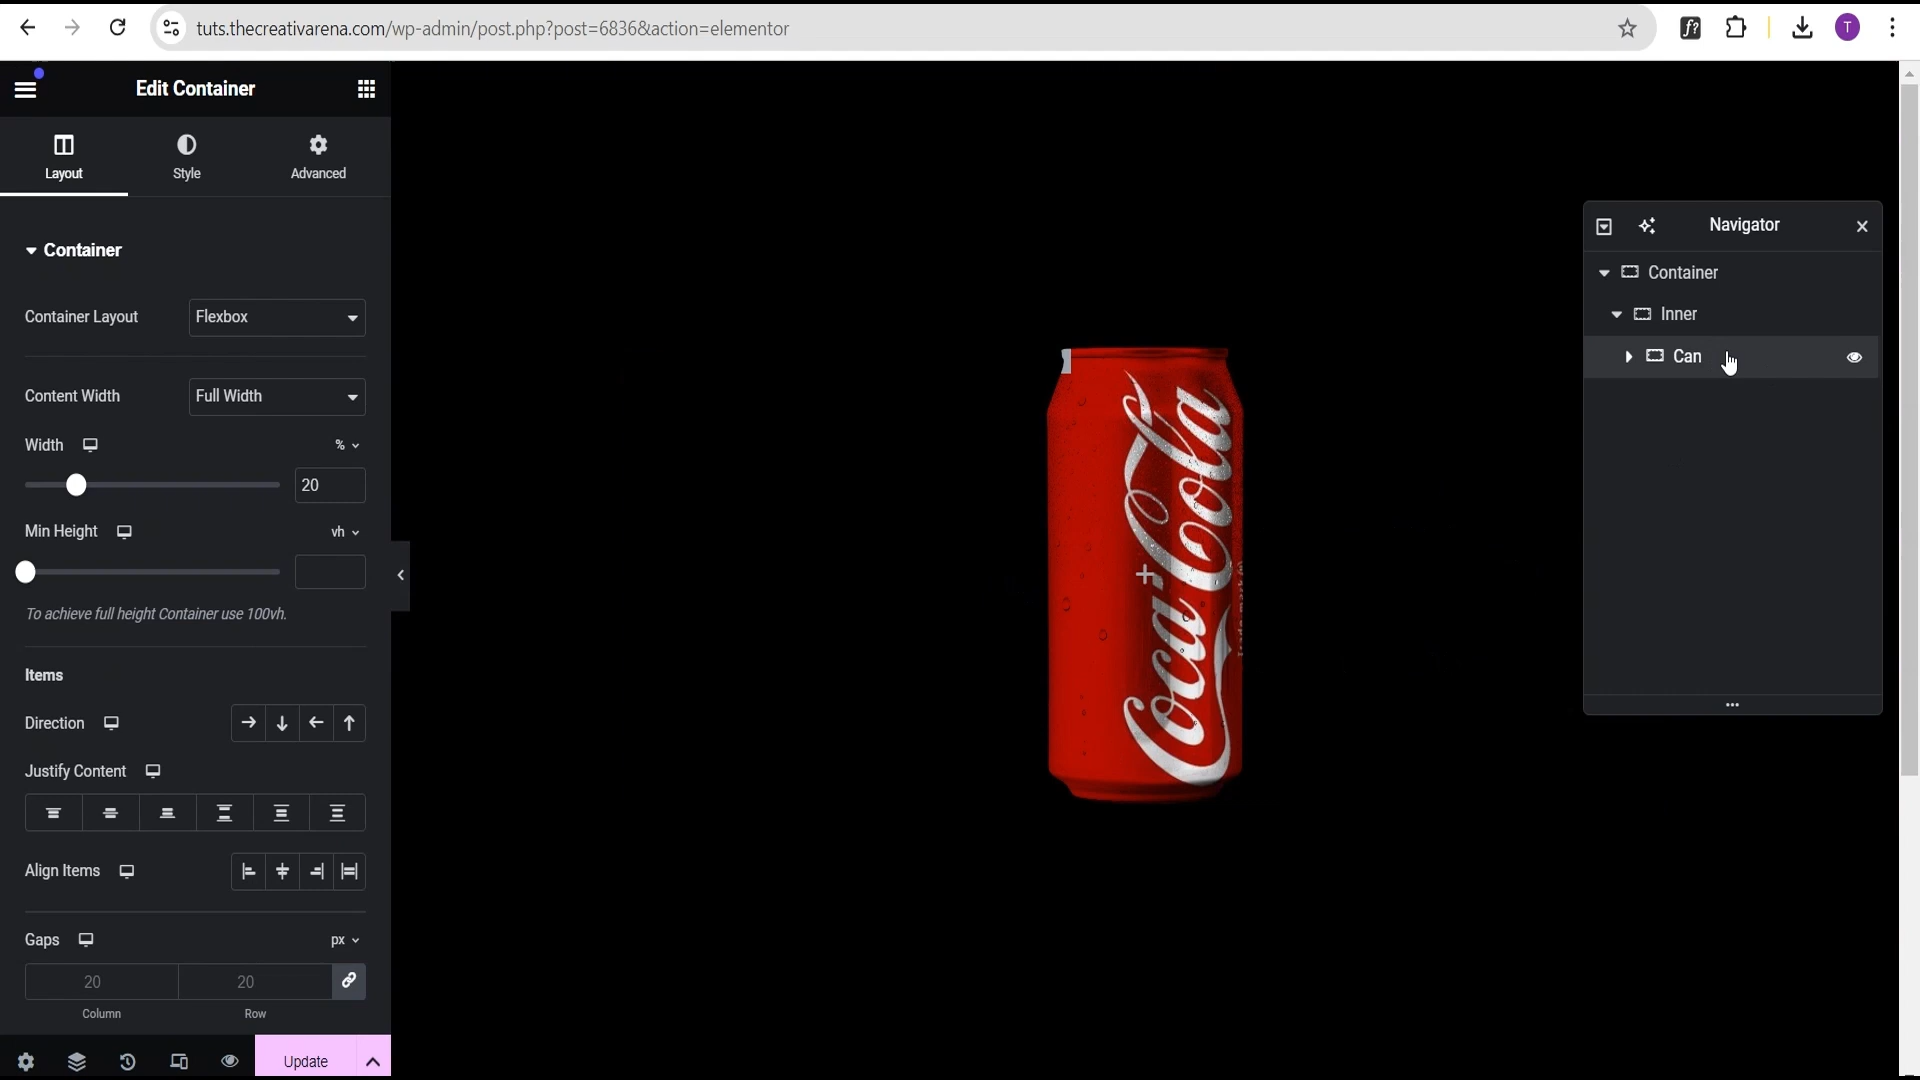 tuts.thecreativarena.com/wp-admin/post.php?post=6836&action=elementor
T
Edit Container
Layout
Style
Advanced
Container
Container Layout
Flexbox
Content Width
Full Width
Width
%
20
Min Height
vh
To achieve full height Container use 100vh.
Items
Direction
Justify Content
Align Items
Gaps
px
20
20
Column
Row
Update
Coca-Cola
Navigator
Container
Inner
Can